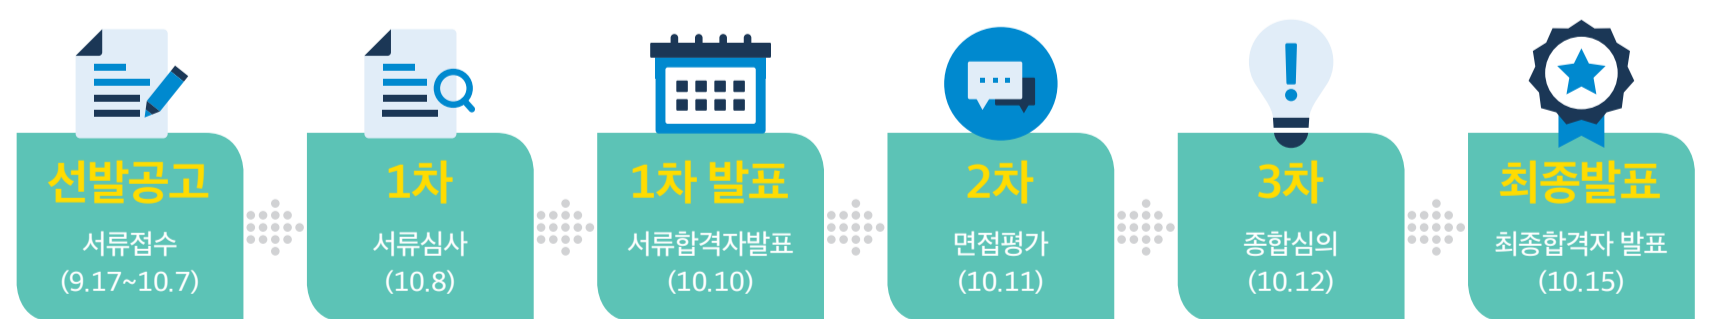 선발공고
서류접수
(9.17~10.7)
1차
서류심사
(10.8)
1차 발표
서류합격자발표
(10.10)
2차
면접평가
(10.11)
3차
종합심의
(10.12)
최종발표
최종합격자 발표
(10.15)